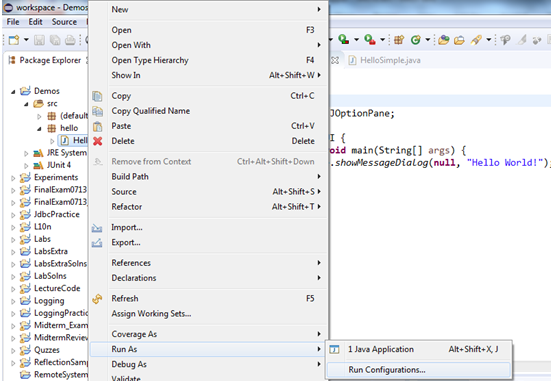 workspace - Demos
File Edit Source
Package Explorer
HelloSimple.java
Demos
src
(defau
hello
Hell
JRE System
JUnit 4
Experiments
FinalExam0713
FinalExam0713
JdbcPractice
L10n
Labs
LabsExtra
LabsExtraSolns
LabSolns
LectureCode
Logging
LoggingPractic
Midterm_Exam
MidtermReview
Quzzes
ReflectionSamp
RemoteSystem
New
Open F3
Open With
Open Type Hierarchy F4
Show In Alt+Shift+W
Copy Ctrl+C
Copy Qualified Name
Paste Ctrl+V
Delete Delete
Remove from Context Ctrl+Alt+Shift+Down
Build Path
Source Alt+Shift+S
Refactor Alt+Shift+T
Import...
Export...
References
Declarations
Refresh F5
Assign Working Sets...
Coverage As
Run As
Debug As
Validate
JOptionPane;
I {
oid main(String[] args) {
.showMessageDialog(null, "Hello World!");
1 Java Application Alt+Shift+X, J
Run Configurations...